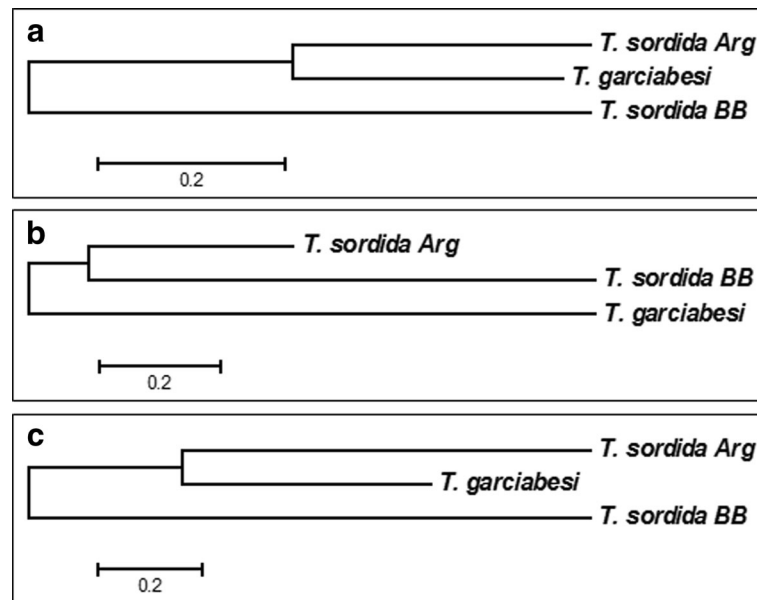 a
T. sordida Arg
T. garciabesi
T. sordida BB
0.2
b
T. sordida Arg
T. sordida BB
T. garciabesi
0.2
c
T. sordida Arg
T. garciabesi
T. sordida BB
0.2